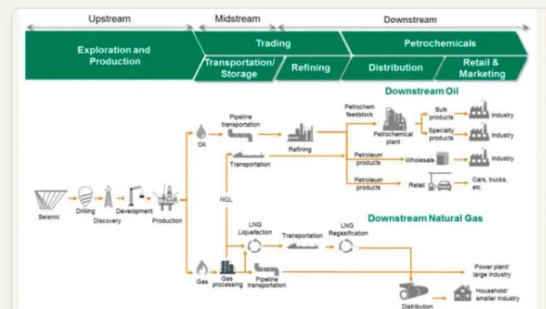 Upstream
Midstream
Downstream
Exploration and
Production
Trading
Petrochemicals
Transportation/
Storage
Refining
Distribution
Retail &
Marketing
Downstream Oil
Pipeline
transportation
Oil
Refining
Petrochem
feedstock
Petrochemical
plant
Bulk
products
Industry
Specialty
products
Industry
Transportation
Petroleum
products
Wholesale
Industry
Petroleum
products
Retail
Cars, trucks,
etc.
Seismic
Drilling
Discovery
Development
Production
NGL
Downstream Natural Gas
LNG
Liquefaction
Transportation
LNG
Regasification
Gas
Gas
processing
Pipeline
transportation
Power plant/
large industry
Distribution
Household/
smaller industry